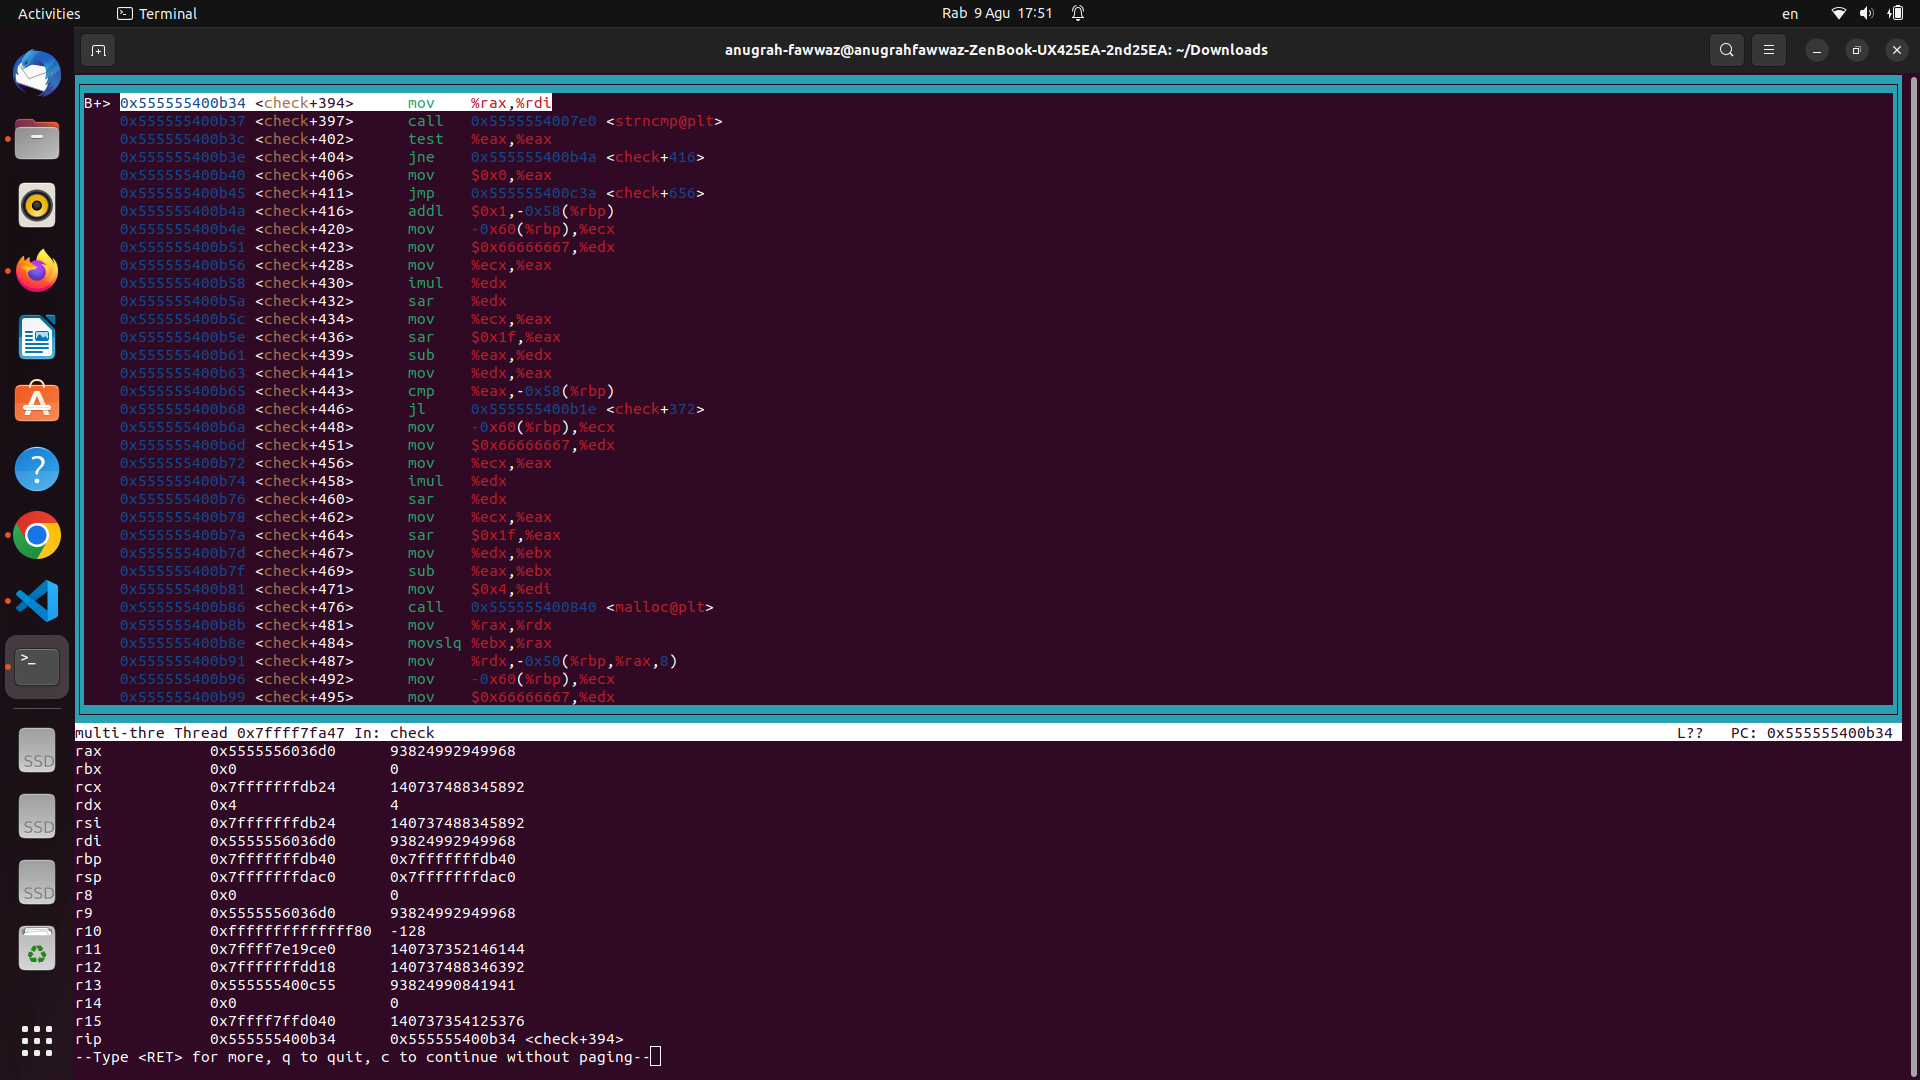 Activities
Terminal
Rab 9 Agu 17:51
en
anugrah-fawwaz@anugrahfawwaz-ZenBook-UX425EA-2nd25EA: ~/Downloads
B+> 0x555555400b34 <check+394> mov %rax,%rdi
0x555555400b37 <check+397> call 0x5555554007e0 <strncmp@plt>
0x555555400b3c <check+402> test %eax,%eax
0x555555400b3e <check+404> jne 0x555555400b4a <check+416>
0x555555400b40 <check+406> mov $0x0,%eax
0x555555400b45 <check+411> jmp 0x555555400c3a <check+656>
0x555555400b4a <check+416> addl $0x1,-0x58(%rbp)
0x555555400b4e <check+420> mov -0x60(%rbp),%ecx
0x555555400b51 <check+423> mov $0x66666667,%edx
0x555555400b56 <check+428> mov %ecx,%eax
0x555555400b58 <check+430> imul %edx
0x555555400b5a <check+432> sar %edx
0x555555400b5c <check+434> mov %ecx,%eax
0x555555400b5e <check+436> sar $0x1f,%eax
0x555555400b61 <check+439> sub %eax,%edx
0x555555400b63 <check+441> mov %edx,%eax
0x555555400b65 <check+443> cmp %eax,-0x58(%rbp)
0x555555400b68 <check+446> jl 0x555555400b1e <check+372>
0x555555400b6a <check+448> mov -0x60(%rbp),%ecx
0x555555400b6d <check+451> mov $0x66666667,%edx
0x555555400b72 <check+456> mov %ecx,%eax
0x555555400b74 <check+458> imul %edx
0x555555400b76 <check+460> sar %edx
0x555555400b78 <check+462> mov %ecx,%eax
0x555555400b7a <check+464> sar $0x1f,%eax
0x555555400b7d <check+467> mov %edx,%ebx
0x555555400b7f <check+469> sub %eax,%ebx
0x555555400b81 <check+471> mov $0x4,%edi
0x555555400b86 <check+476> call 0x555555400840 <malloc@plt>
0x555555400b8b <check+481> mov %rax,%rdx
0x555555400b8e <check+484> movslq %ebx,%rax
0x555555400b91 <check+487> mov %rdx,-0x50(%rbp,%rax,8)
0x555555400b96 <check+492> mov -0x60(%rbp),%ecx
0x555555400b99 <check+495> mov $0x66666667,%edx
multi-thre Thread 0x7ffff7fa47 In: check L?? PC: 0x555555400b34
rax 0x5555556036d0 93824992949968
rbx 0x0 0
rcx 0x7fffffffdb24 140737488345892
rdx 0x4 4
rsi 0x7fffffffdb24 140737488345892
rdi 0x5555556036d0 93824992949968
rbp 0x7fffffffdb40 0x7fffffffdb40
rsp 0x7fffffffdac0 0x7fffffffdac0
r8 0x0 0
r9 0x5555556036d0 93824992949968
r10 0xffffffffffffff80 -128
r11 0x7ffff7e19ce0 140737352146144
r12 0x7fffffffdd18 140737488346392
r13 0x555555400c55 93824990841941
r14 0x0 0
r15 0x7ffff7ffd040 140737354125376
rip 0x555555400b34 0x555555400b34 <check+394>
--Type <RET> for more, q to quit, c to continue without paging--
SSD
SSD
SSD